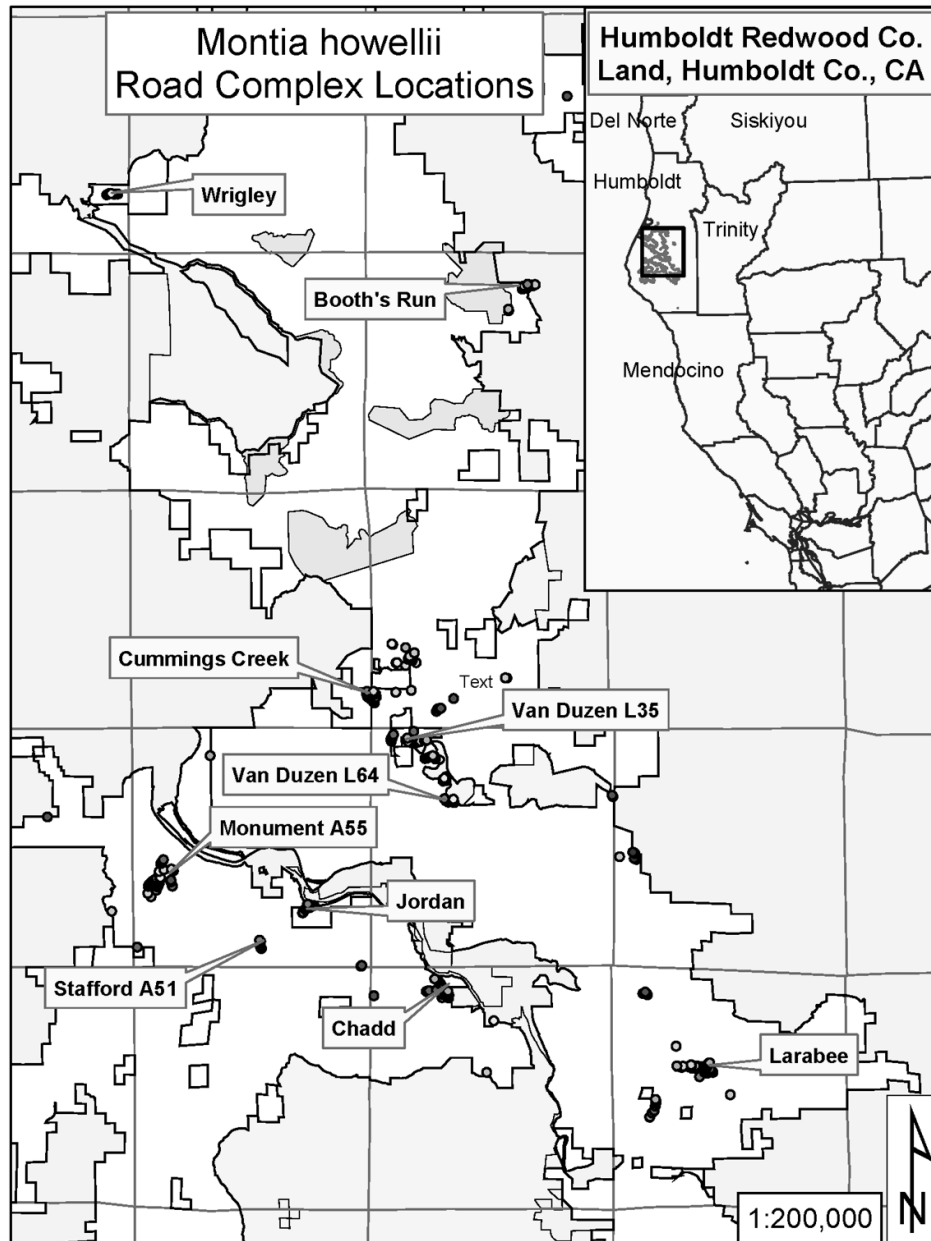 Montia howellii
Road Complex Locations
Humboldt Redwood Co.
Land, Humboldt Co., CA
Del Norte
Siskiyou
Humboldt
Trinity
Mendocino
Wrigley
Booth's Run
Cummings Creek
Text
Van Duzen L35
Van Duzen L64
Monument A55
Jordan
Stafford A51
Chadd
Larabee
1:200,000
N